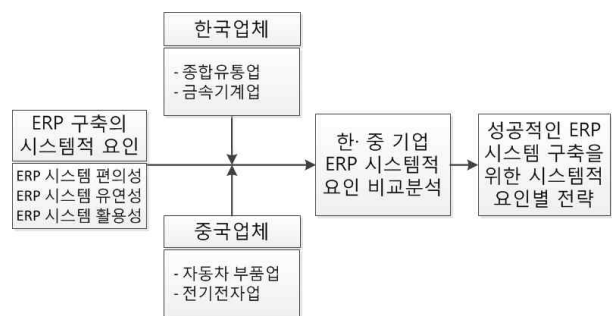 한국업체
- 종합유통업
- 금속기계업
ERP 구축의
시스템적 요인
ERP 시스템 편의성
ERP 시스템 유연성
ERP 시스템 활용성
중국업체
- 자동차 부품업
- 전기전자업
한· 중 기업
ERP 시스템적
요인 비교분석
성공적인 ERP
시스템 구축을
위한 시스템적
요인별 전략